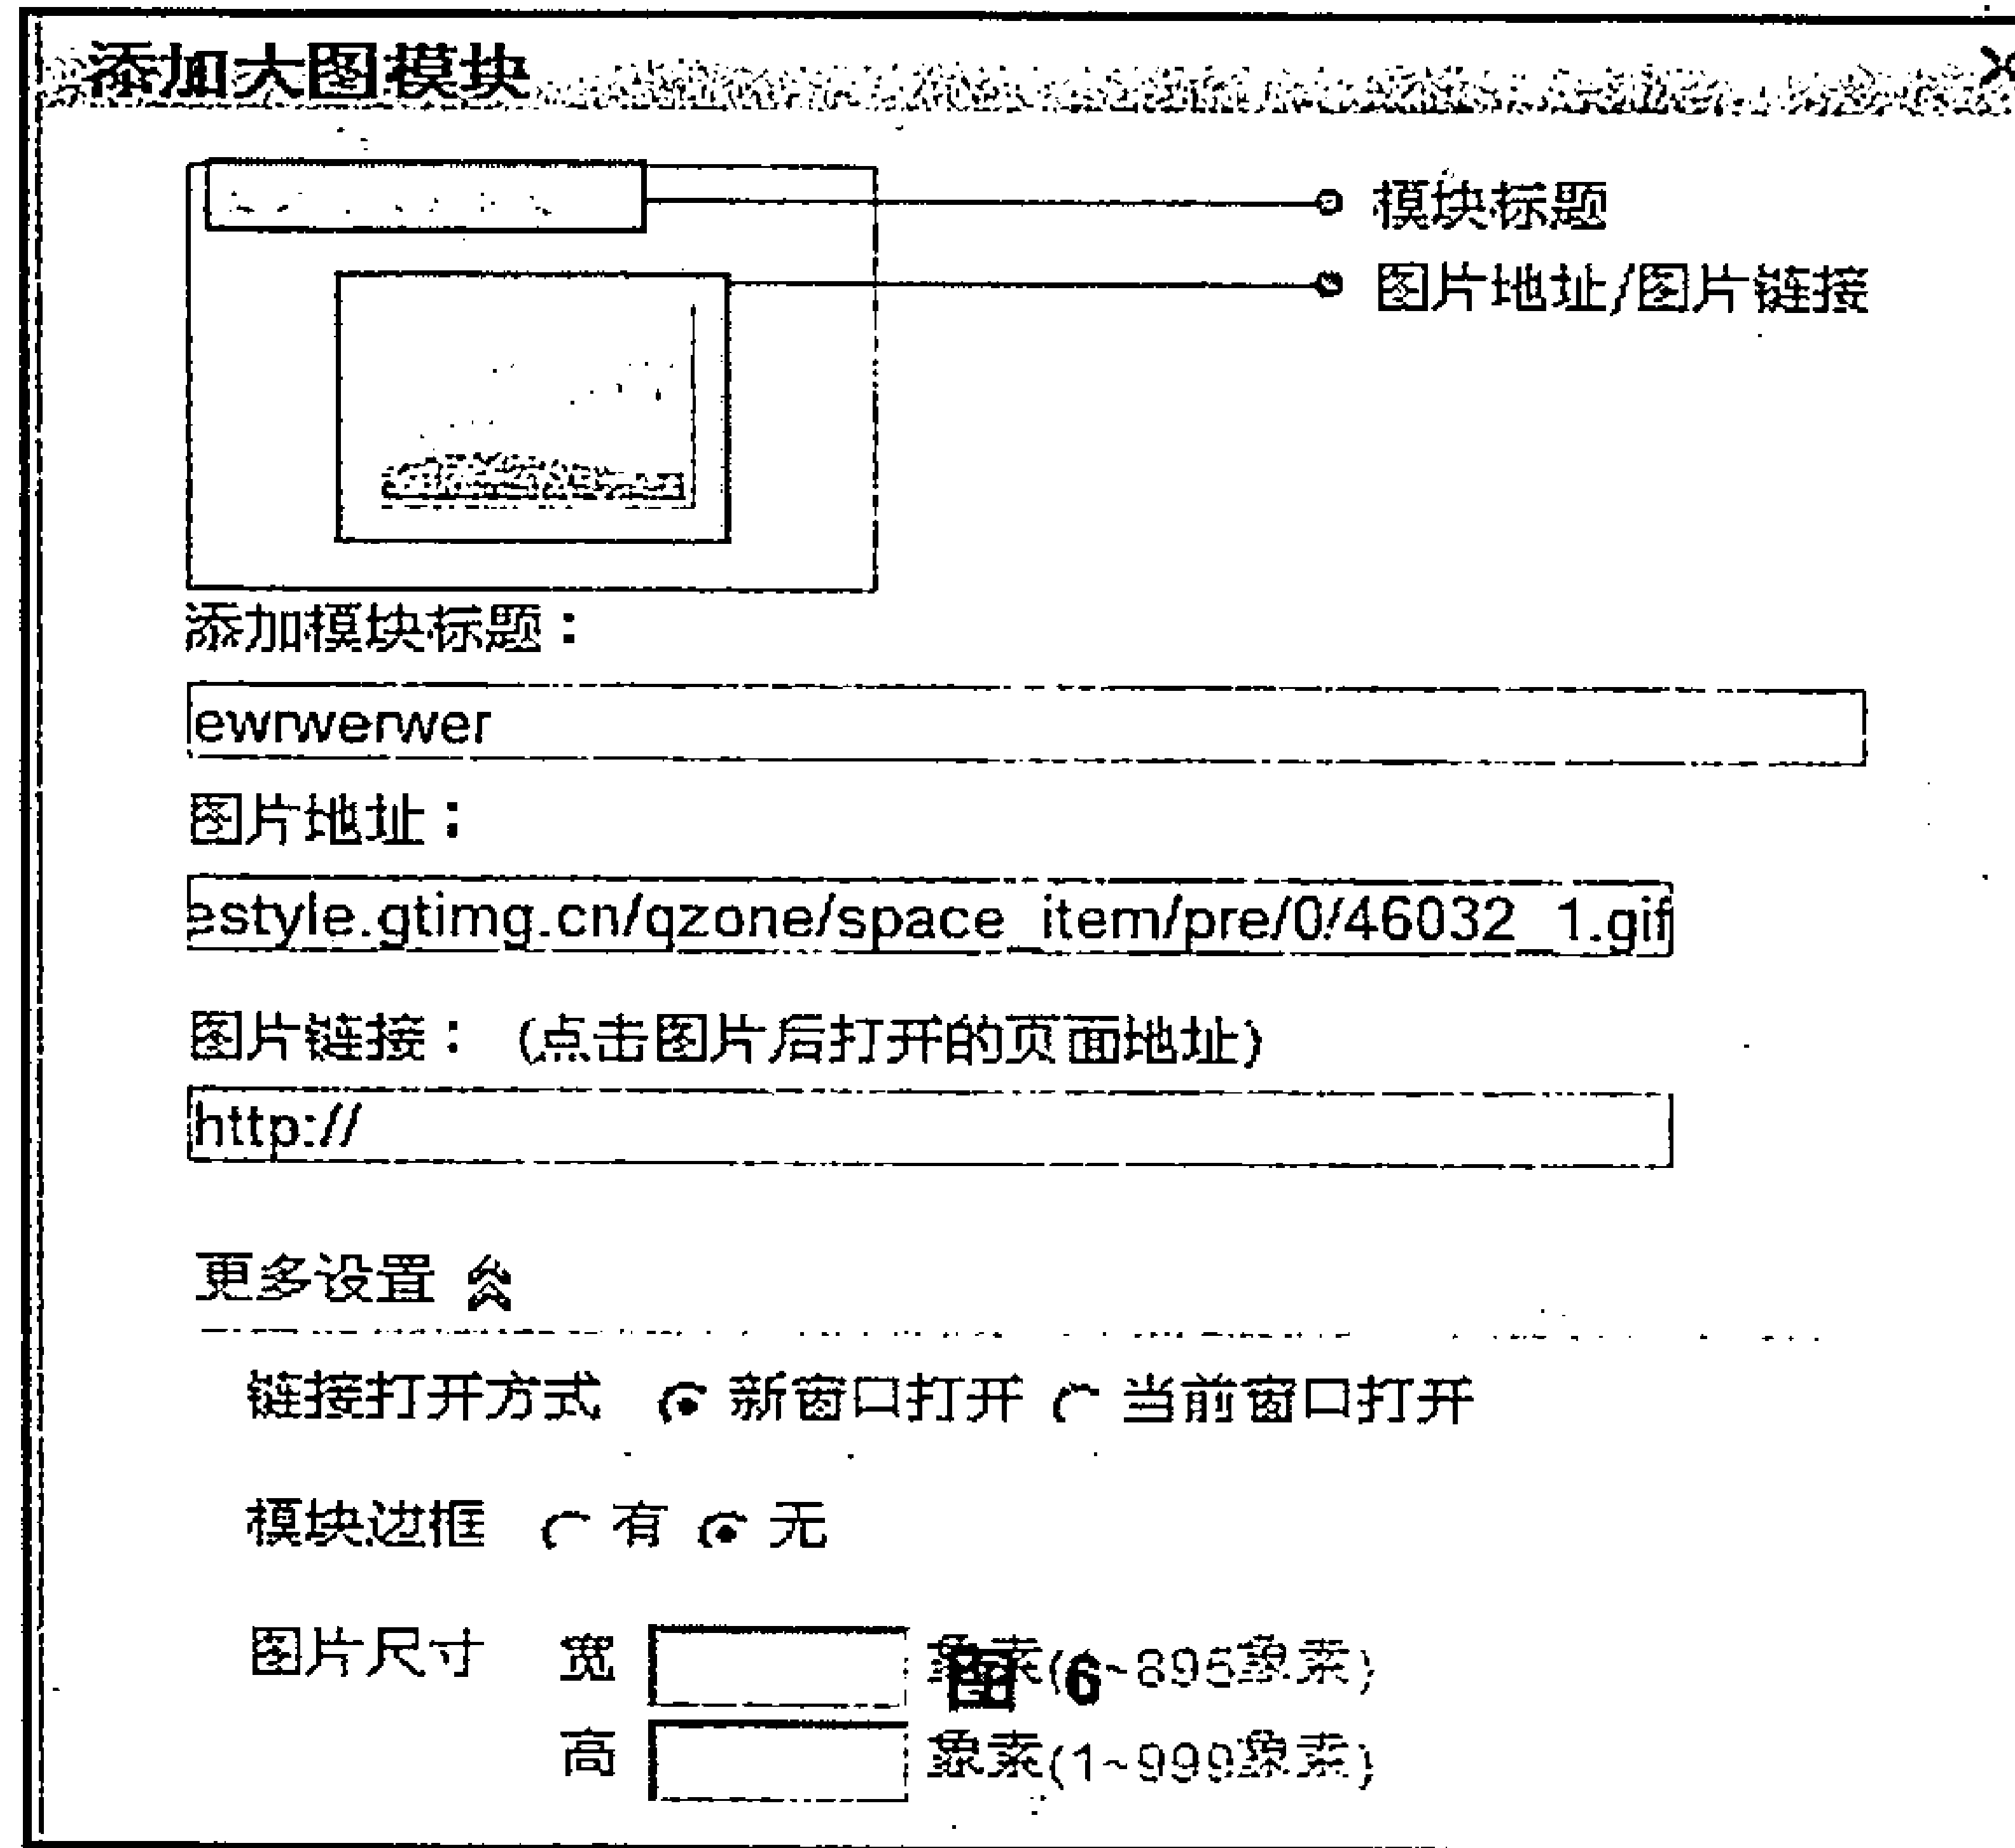 添加大图模块
模块标题
图片地址/图片链接
添加模块标题：
ewrwerwer
图片地址：
estyle.gtimg.cn/qzone/space_item/pre/0/46032_1.gif
图片链接： (点击图片后打开的页面地址)
http://
更多设置
链接打开方式 新窗口打开 当前窗口打开
模块边框 有 无
图片尺寸 宽 象素(1~895象素)
图 6
高 象素(1~999象素)